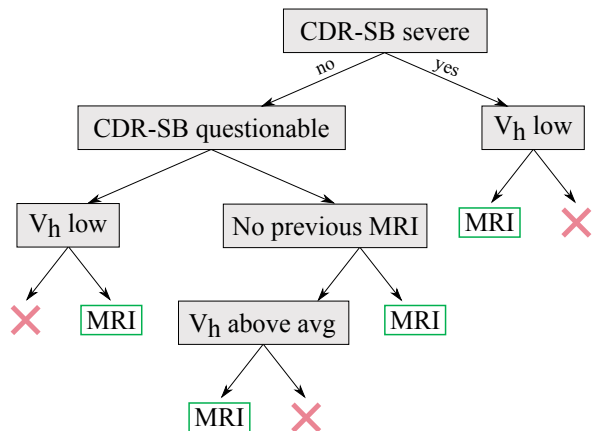 CDR-SB severe
no
yes
CDR-SB questionable
Vh low
Vh low
No previous MRI
MRI
MRI
Vh above avg
MRI
MRI